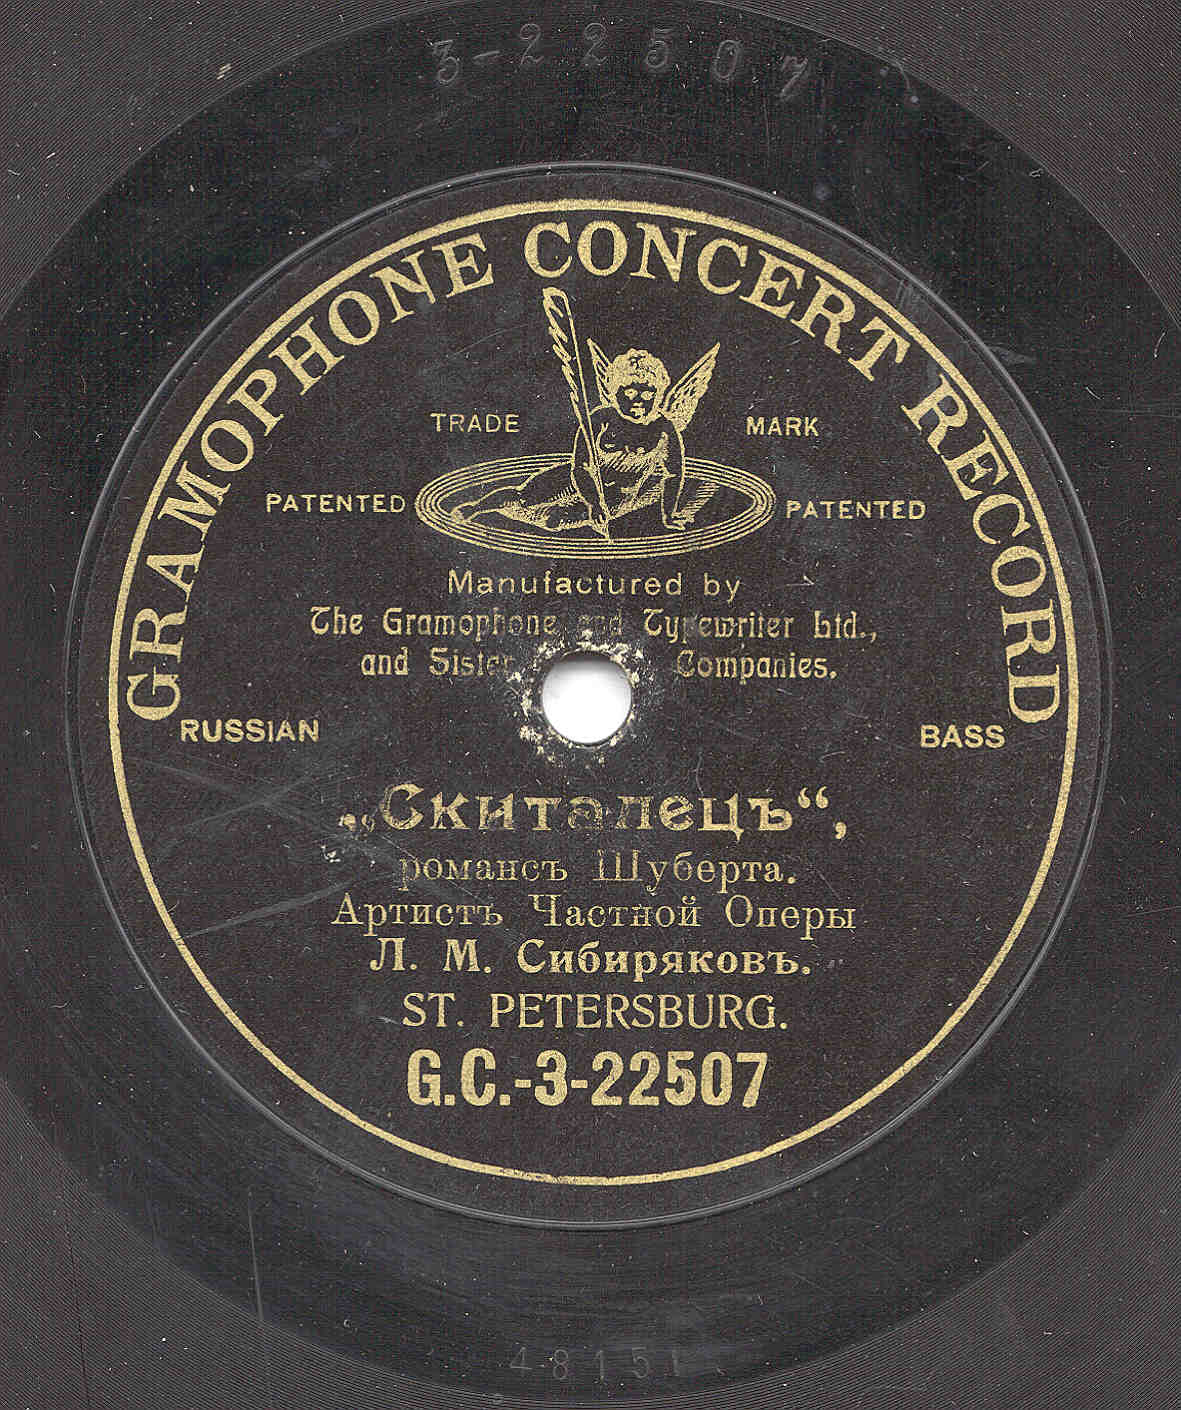 3-22507
GRAMOPHONE CONCERT RECORD
TRADE MARK
PATENTED PATENTED
Manufactured by
The Gramophone and Typewriter Ltd.,
and Sister Companies.
RUSSIAN BASS
„Скиталецъ“,
романсъ Шуберта.
Артистъ Частной Оперы
Л. М. Сибиряковъ.
ST. PETERSBURG.
G.C.-3-22507